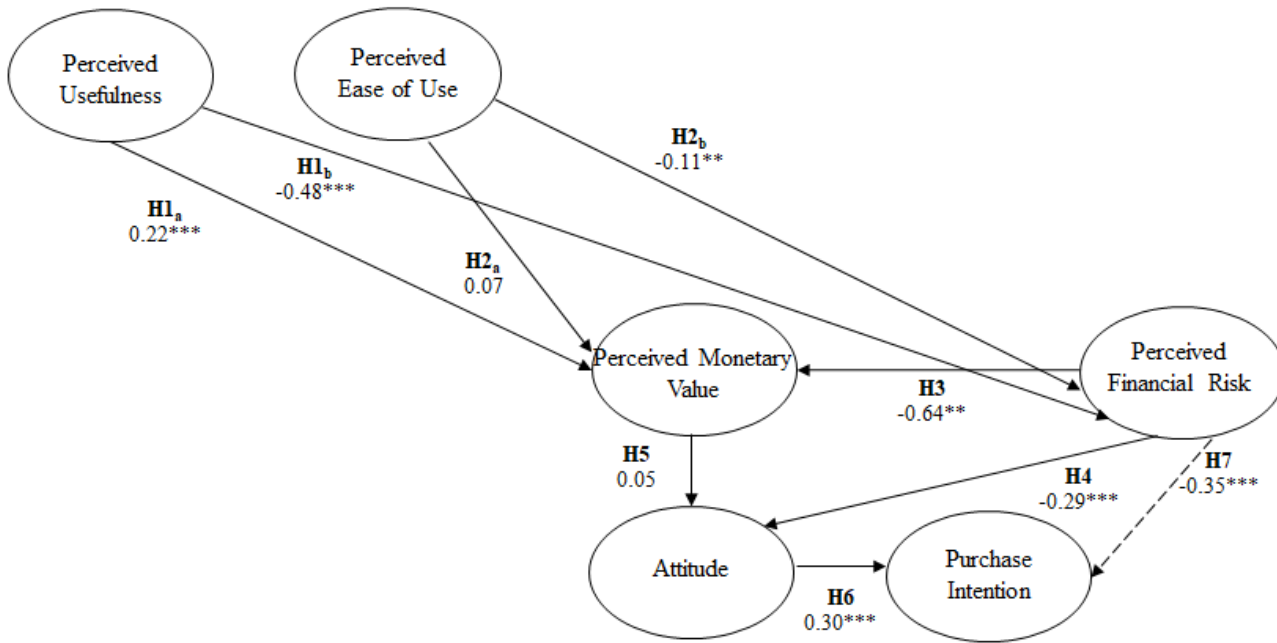 Perceived
Usefulness
Perceived
Ease of Use
H2b
-0.11**
H1b
-0.48***
H1a
0.22***
H2a
0.07
Perceived Monetary
Value
Perceived
Financial Risk
H3
-0.64**
H5
0.05
H4
-0.29***
H7
-0.35***
Attitude
Purchase
Intention
H6
0.30***